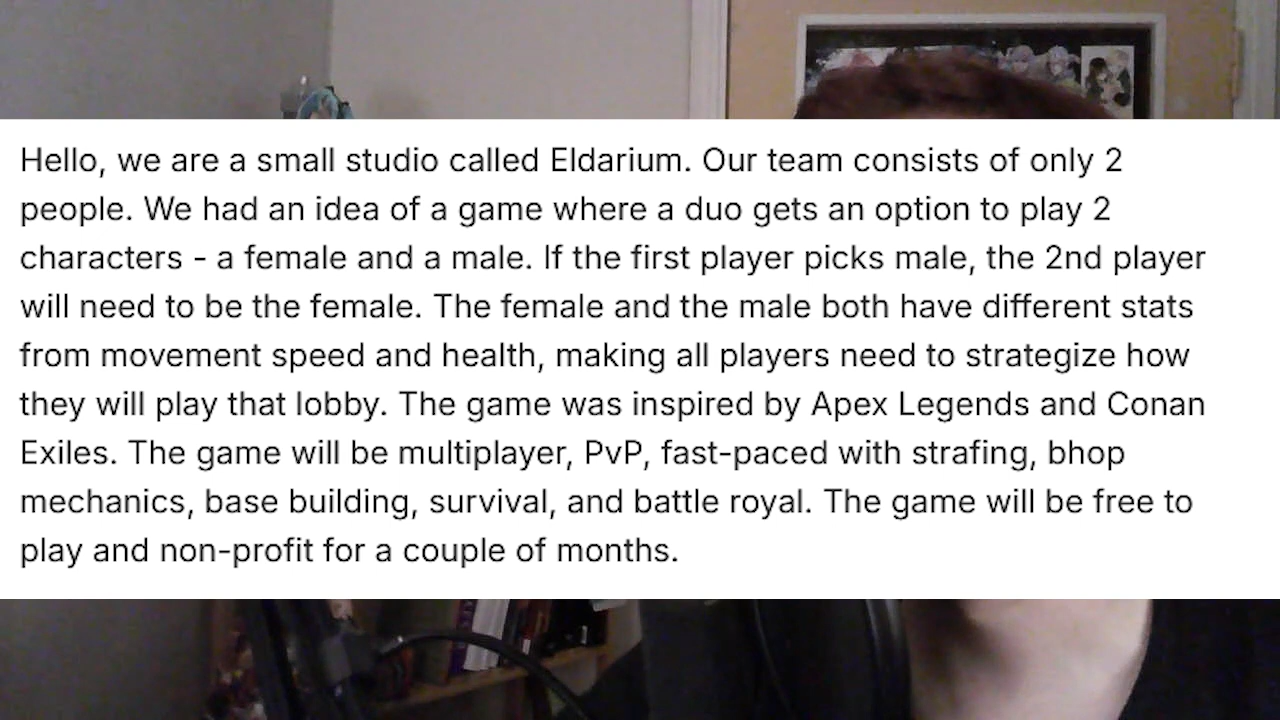 Hello, we are a small studio called Eldarium. Our team consists of only 2
people. We had an idea of a game where a duo gets an option to play 2
characters - a female and a male. If the first player picks male, the 2nd player
will need to be the female. The female and the male both have different stats
from movement speed and health, making all players need to strategize how
they will play that lobby. The game was inspired by Apex Legends and Conan
Exiles. The game will be multiplayer, PvP, fast-paced with strafing, bhop
mechanics, base building, survival, and battle royal. The game will be free to
play and non-profit for a couple of months.